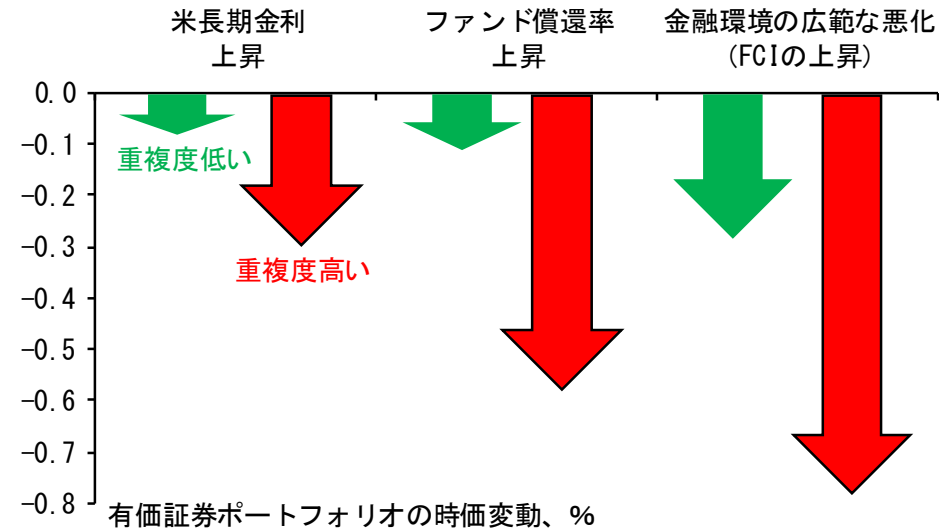 米長期金利
上昇
ファンド償還率
上昇
金融環境の広範な悪化
(FCIの上昇)
0.0
-0.1
-0.2
-0.3
-0.4
-0.5
-0.6
-0.7
-0.8
重複度低い
重複度高い
有価証券ポートフォリオの時価変動、%